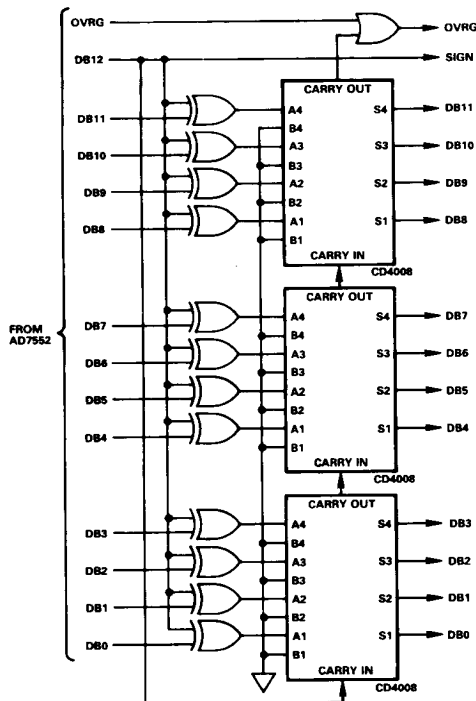 OVRG OVRG
DB12 SIGN
CARRY OUT
DB11 A4 S4 DB11
B4
DB10 A3 S3 DB10
B3
DB9 A2 S2 DB9
B2
DB8 A1 S1 DB8
B1
CARRY IN
CD4008
CARRY OUT
DB7 A4 S4 DB7
B4
FROM
AD7552
DB6 A3 S3 DB6
B3
DB5 A2 S2 DB5
B2
DB4 A1 S1 DB4
B1
CARRY IN
CD4008
CARRY OUT
DB3 A4 S4 DB3
B4
DB2 A3 S3 DB2
B3
DB1 A2 S2 DB1
B2
DB0 A1 S1 DB0
B1
CARRY IN
CD4008